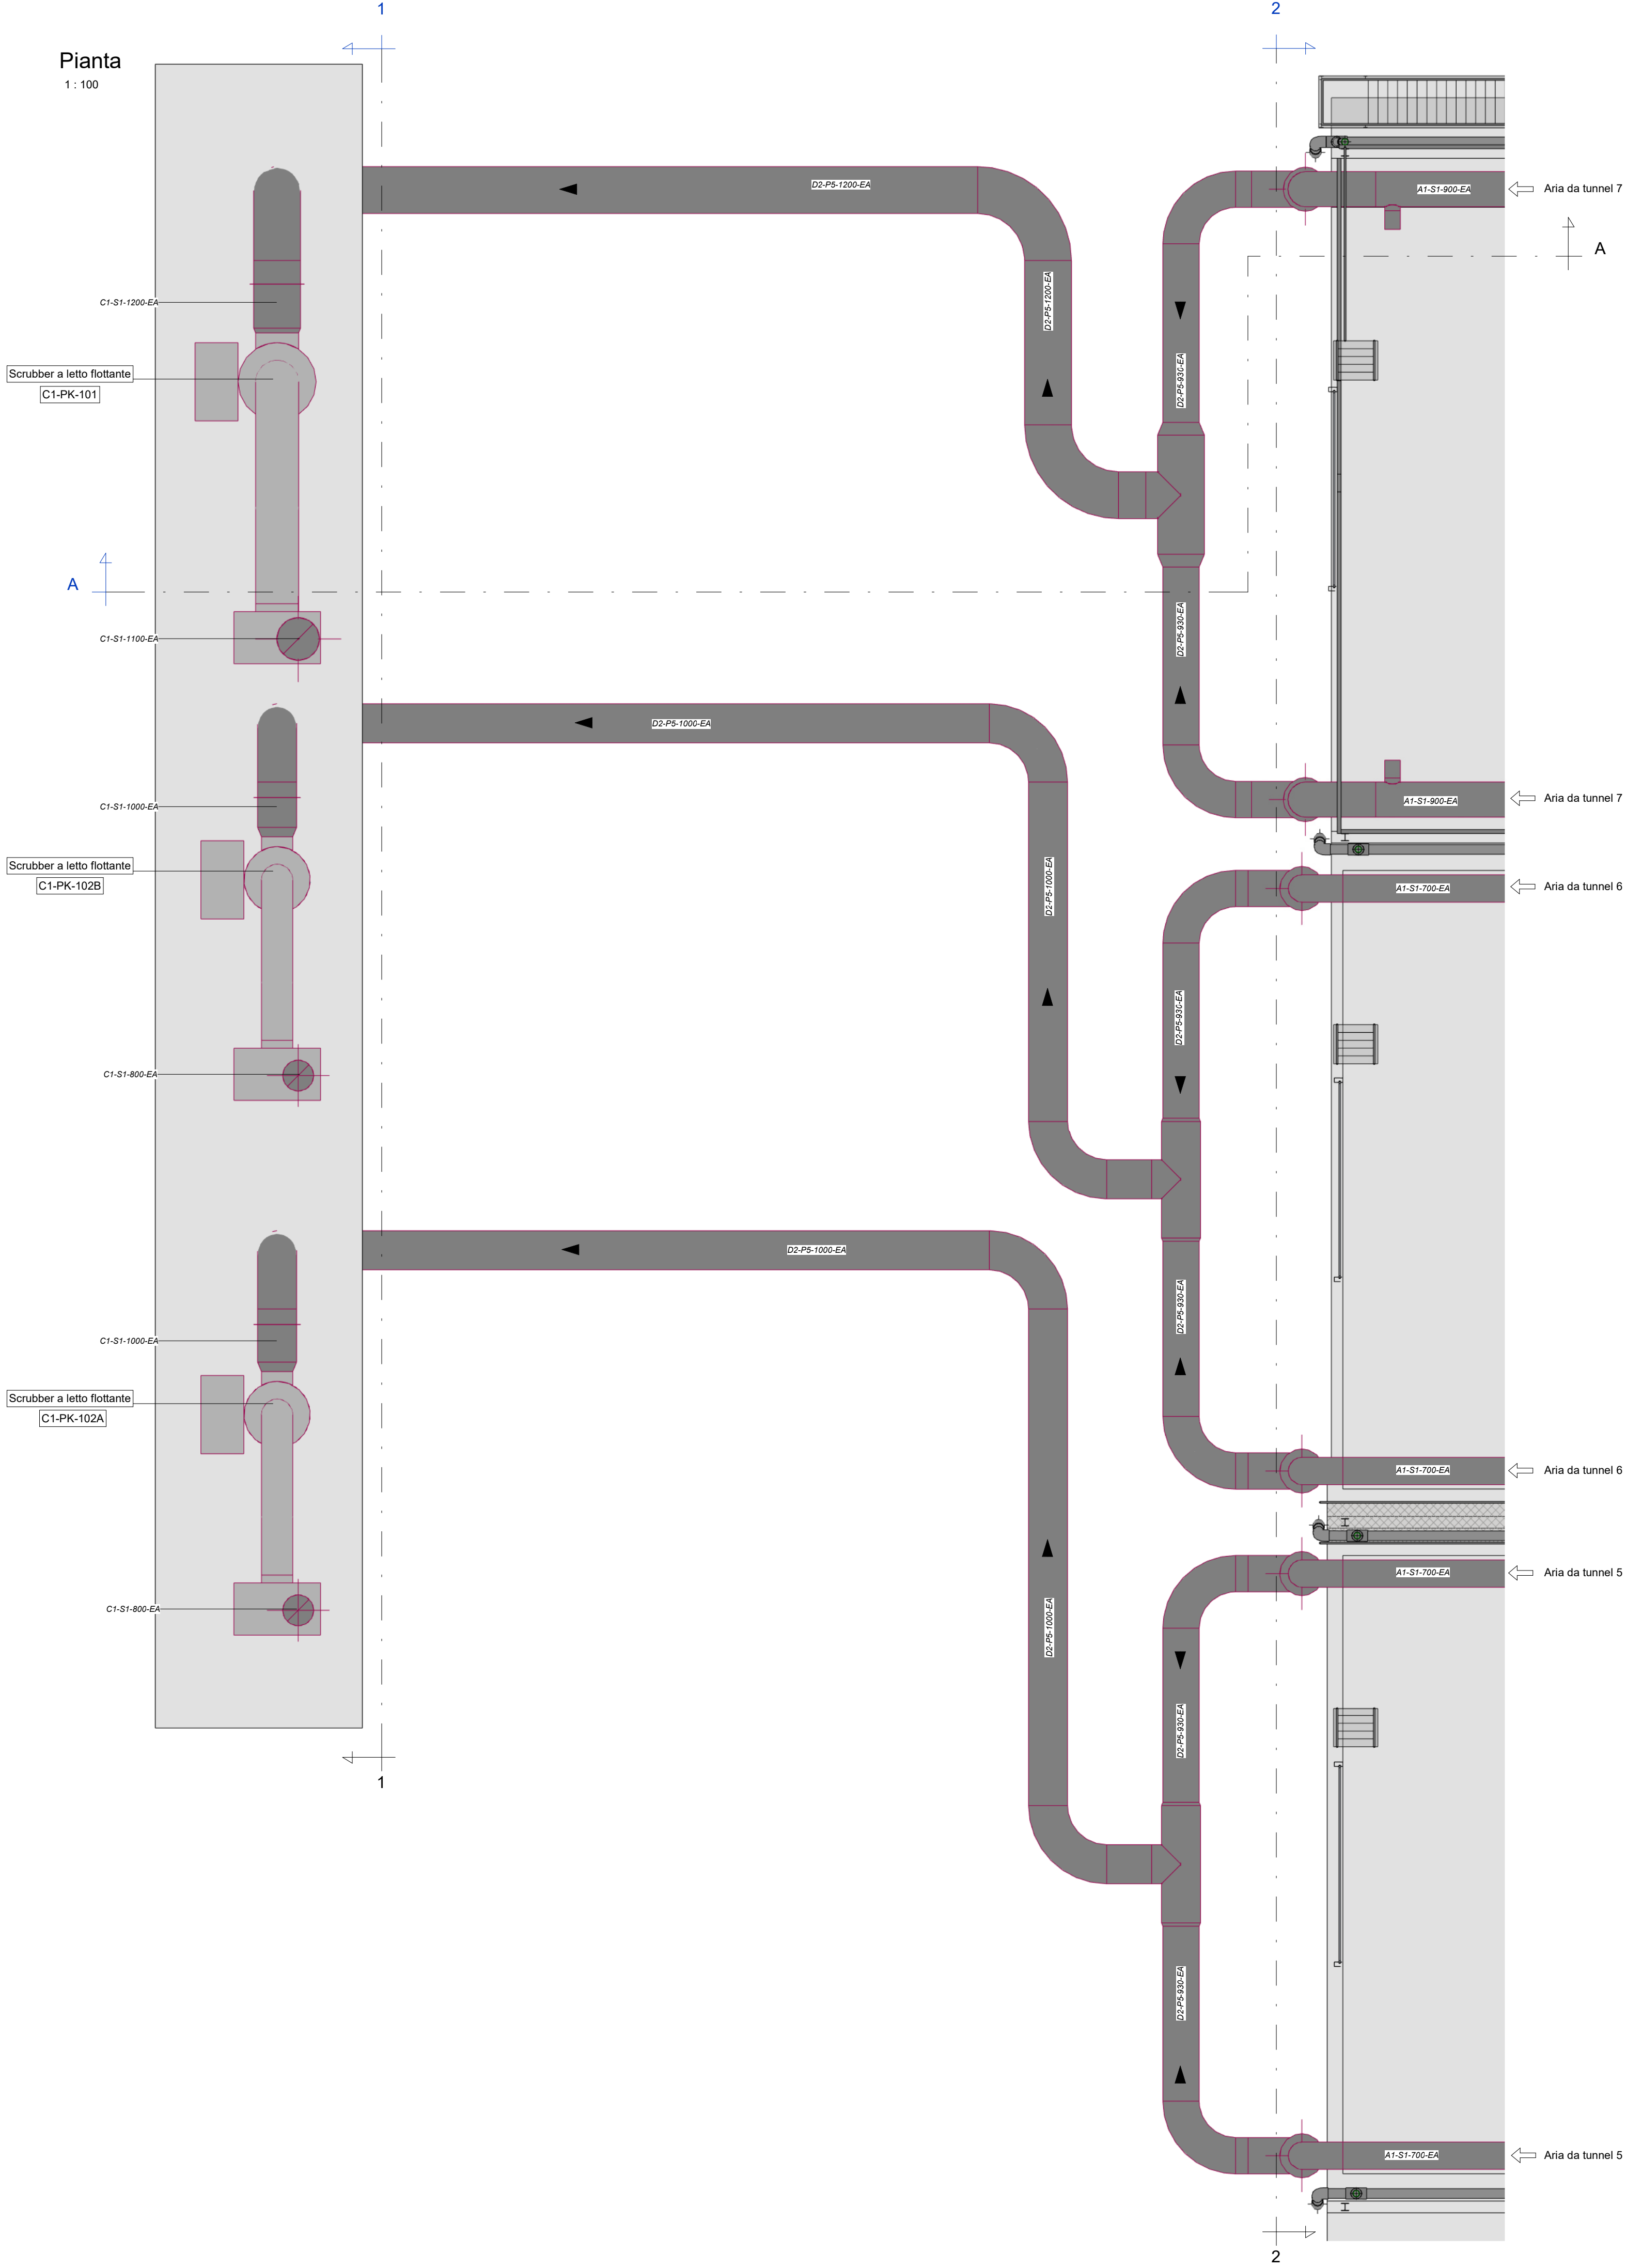 1
2
Pianta
1 : 100
D2-P5-1200-EA
A1-S1-900-EA
Aria da tunnel 7
A
C1-S1-1200-EA
D2-P5-1200-EA
D2-P5-930-EA
Scrubber a letto flottante
C1-PK-101
A
C1-S1-1100-EA
D2-P5-930-EA
D2-P5-1000-EA
C1-S1-1000-EA
A1-S1-900-EA
Aria da tunnel 7
Scrubber a letto flottante
C1-PK-102B
D2-P5-1000-EA
A1-S1-700-EA
Aria da tunnel 6
D2-P5-930-EA
C1-S1-800-EA
D2-P5-1000-EA
D2-P5-930-EA
C1-S1-1000-EA
Scrubber a letto flottante
C1-PK-102A
A1-S1-700-EA
Aria da tunnel 6
A1-S1-700-EA
Aria da tunnel 5
C1-S1-800-EA
D2-P5-1000-EA
D2-P5-930-EA
1
D2-P5-930-EA
A1-S1-700-EA
Aria da tunnel 5
2